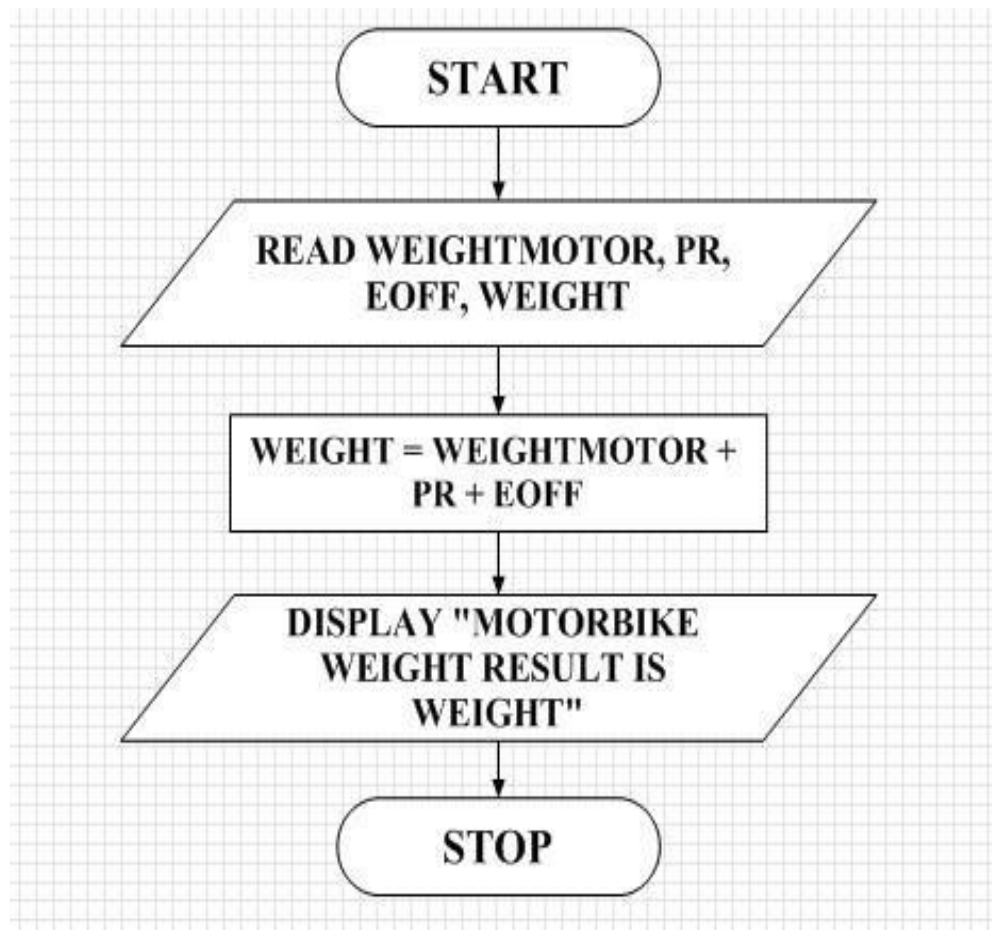 START
READ WEIGHTMOTOR, PR,
EOFF, WEIGHT
WEIGHT = WEIGHTMOTOR +
PR + EOFF
DISPLAY "MOTORBIKE
WEIGHT RESULT IS
WEIGHT"
STOP